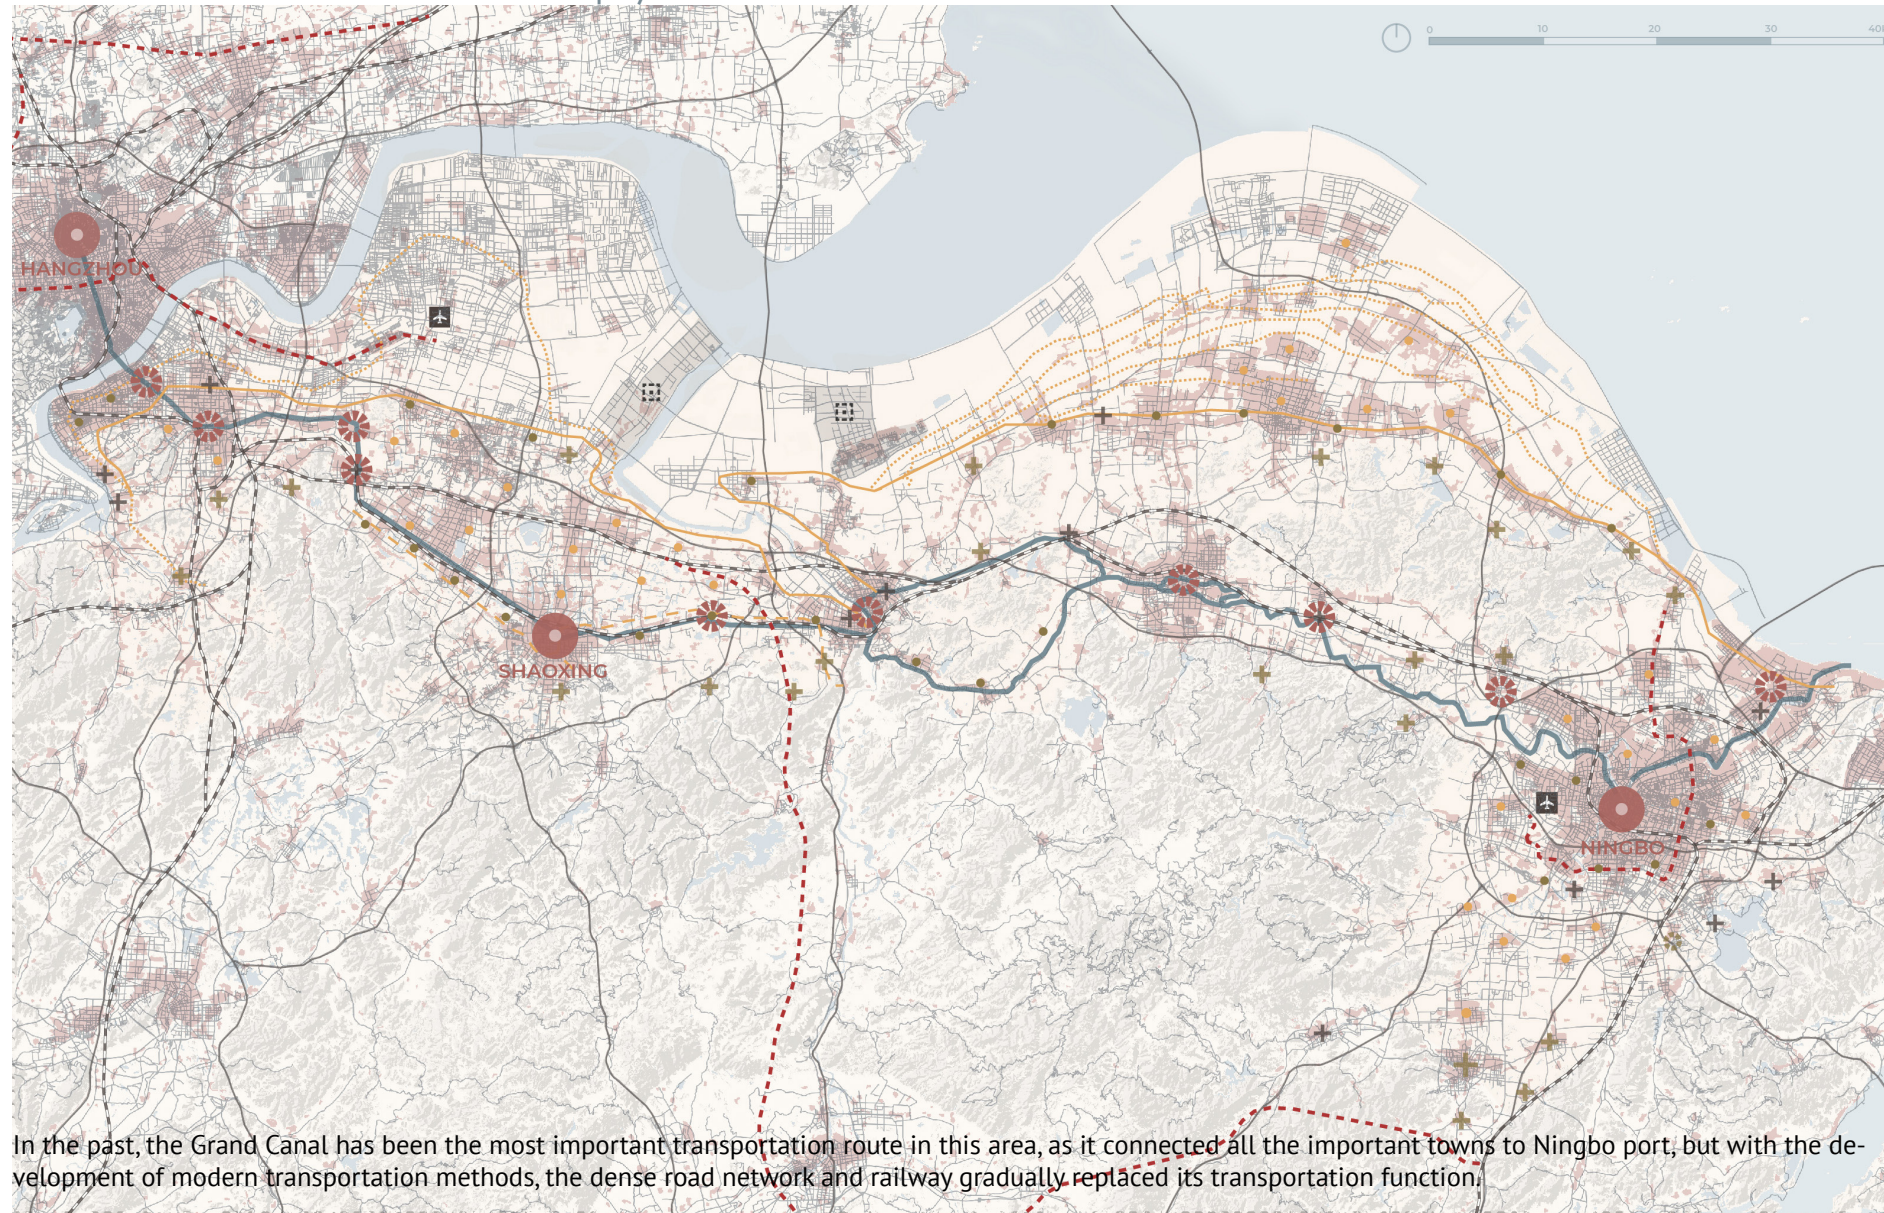 0 10 20 30
HANGZHOU
SHAOXING
NINGBO
In the past, the Grand Canal has been the most important transportation route in this area, as it connected all the important towns to Ningbo port, but with the de-
velopment of modern transportation methods, the dense road network and railway gradually replaced its transportation function.